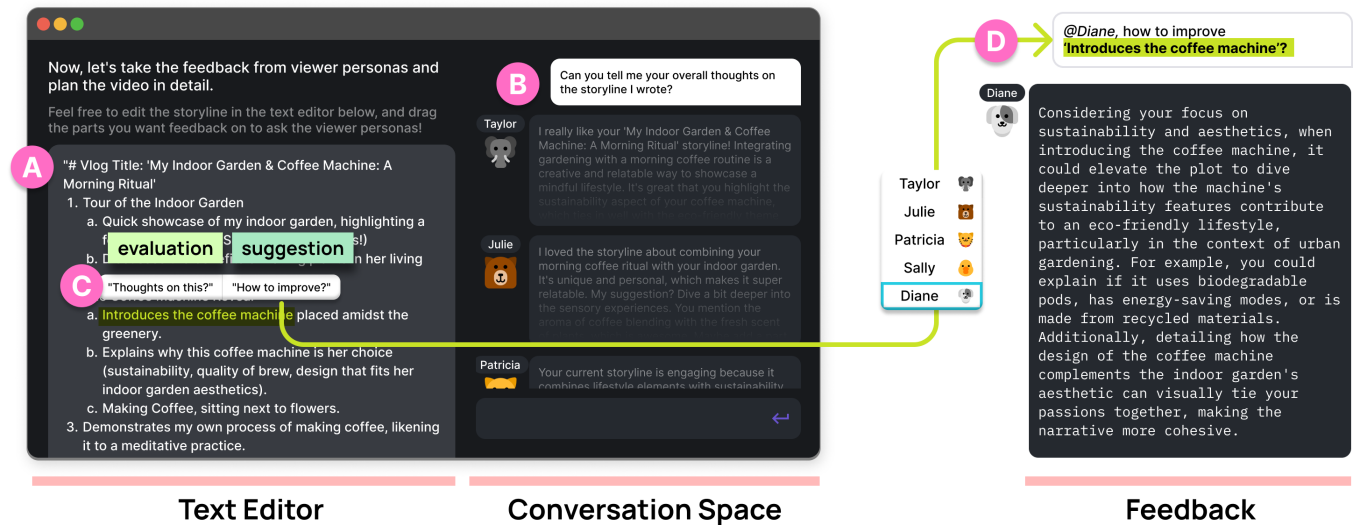 Now, let's take the feedback from viewer personas and
plan the video in detail.
Feel free to edit the storyline in the text editor below, and drag
the parts you want feedback on to ask the viewer personas!
A
"# Vlog Title: 'My Indoor Garden & Coffee Machine: A
Morning Ritual'
1. Tour of the Indoor Garden
a. Quick showcase of my indoor garden, highlighting a
evaluation
suggestion
b.
her living
C
"Thoughts on this?"
"How to improve?"
a. Introduces the coffee machine placed amidst the
greenery.
b. Explains why this coffee machine is her choice
(sustainability, quality of brew, design that fits her
indoor garden aesthetics).
c. Making Coffee, sitting next to flowers.
3. Demonstrates my own process of making coffee, likening
it to a meditative practice.
Text Editor
B
Can you tell me your overall thoughts on
the storyline I wrote?
Taylor
I really like your 'My Indoor Garden & Coffee
Machine: A Morning Ritual' storyline! Integrating
gardening with a morning coffee routine is a
creative and relatable way to showcase a
mindful lifestyle. It's great that you highlight the
sustainability aspect of your coffee machine,
Julie
I loved the storyline about combining your
morning coffee ritual with your indoor garden.
It's unique and personal, which makes it super
relatable. My suggestion? Dive a bit deeper into
the sensory experiences. You mention the
aroma of coffee blending with the fresh scent
Patricia
Your current storyline is engaging because it
combines lifestyle elements with sustainability
Conversation Space
Taylor
Julie
Patricia
Sally
Diane
D
@Diane, how to improve
'Introduces the coffee machine'?
Diane
Considering your focus on
sustainability and aesthetics, when
introducing the coffee machine, it
could elevate the plot to dive
deeper into how the machine's
sustainability features contribute
to an eco-friendly lifestyle,
particularly in the context of urban
gardening. For example, you could
explain if it uses biodegradable
pods, has energy-saving modes, or is
made from recycled materials.
Additionally, detailing how the
design of the coffee machine
complements the indoor garden's
aesthetic can visually tie your
passions together, making the
narrative more cohesive.
Feedback